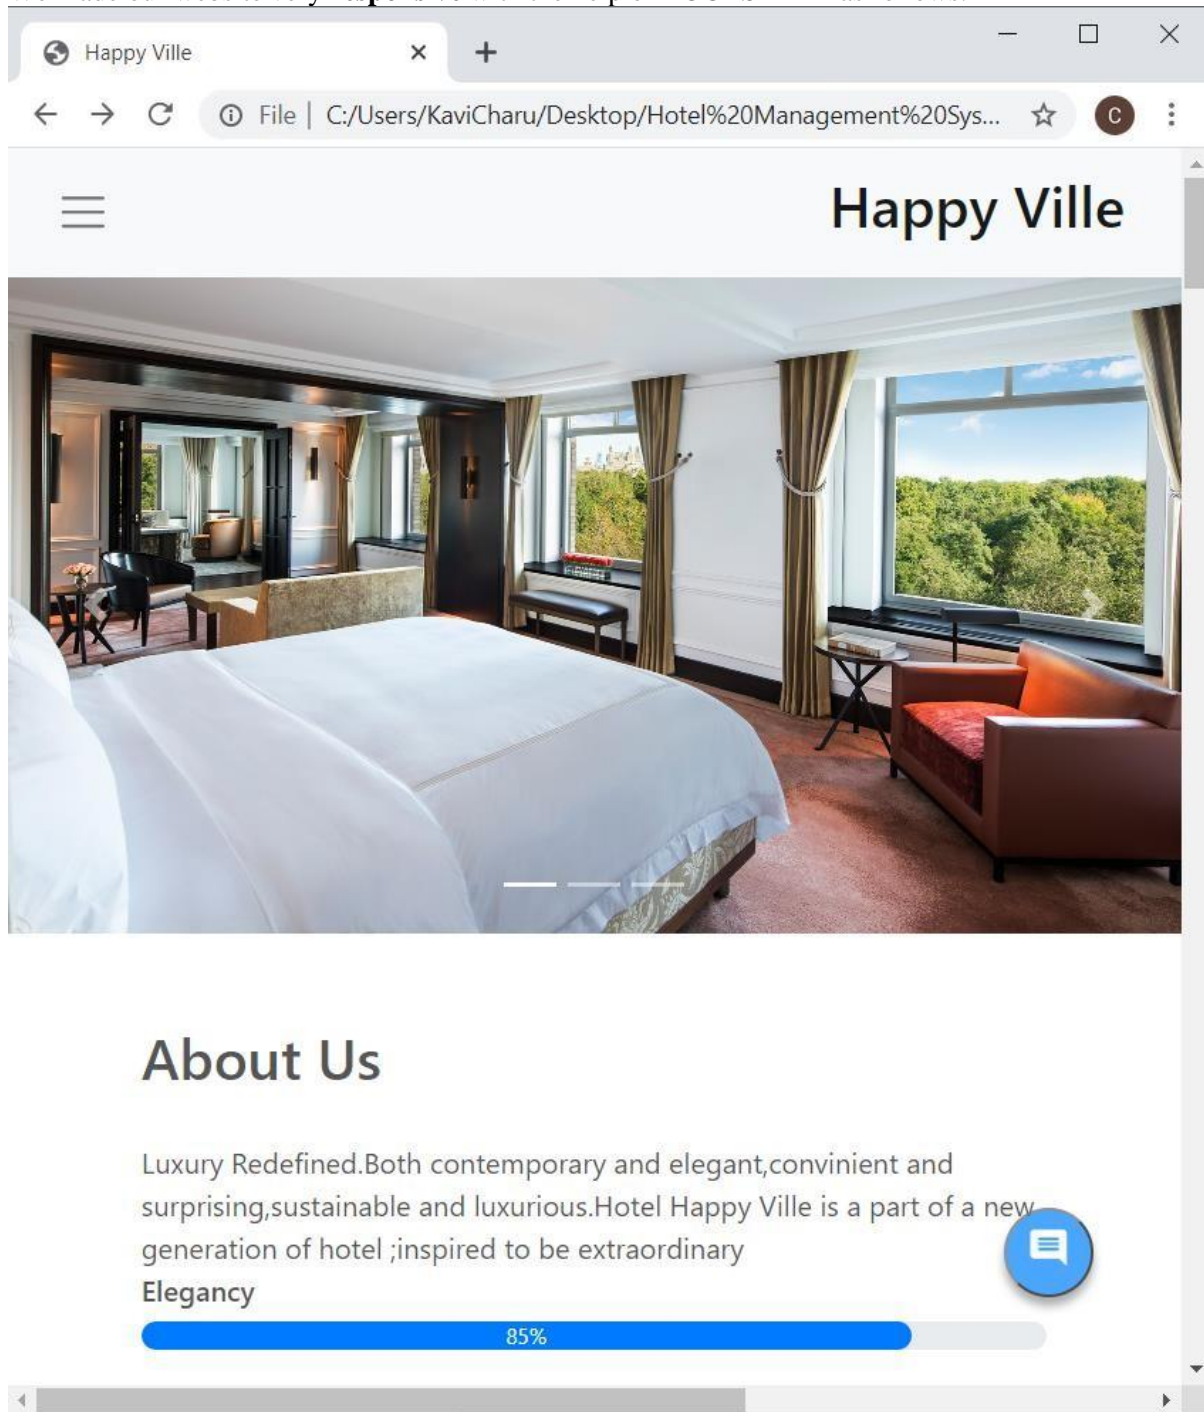 Happy Ville
File | C:/Users/KaviCharu/Desktop/Hotel%20Management%20Sys...
C
Happy Ville
About Us
Luxury Redefined.Both contemporary and elegant,convinient and
surprising,sustainable and luxurious.Hotel Happy Ville is a part of a new
generation of hotel ;inspired to be extraordinary
Elegancy
85%